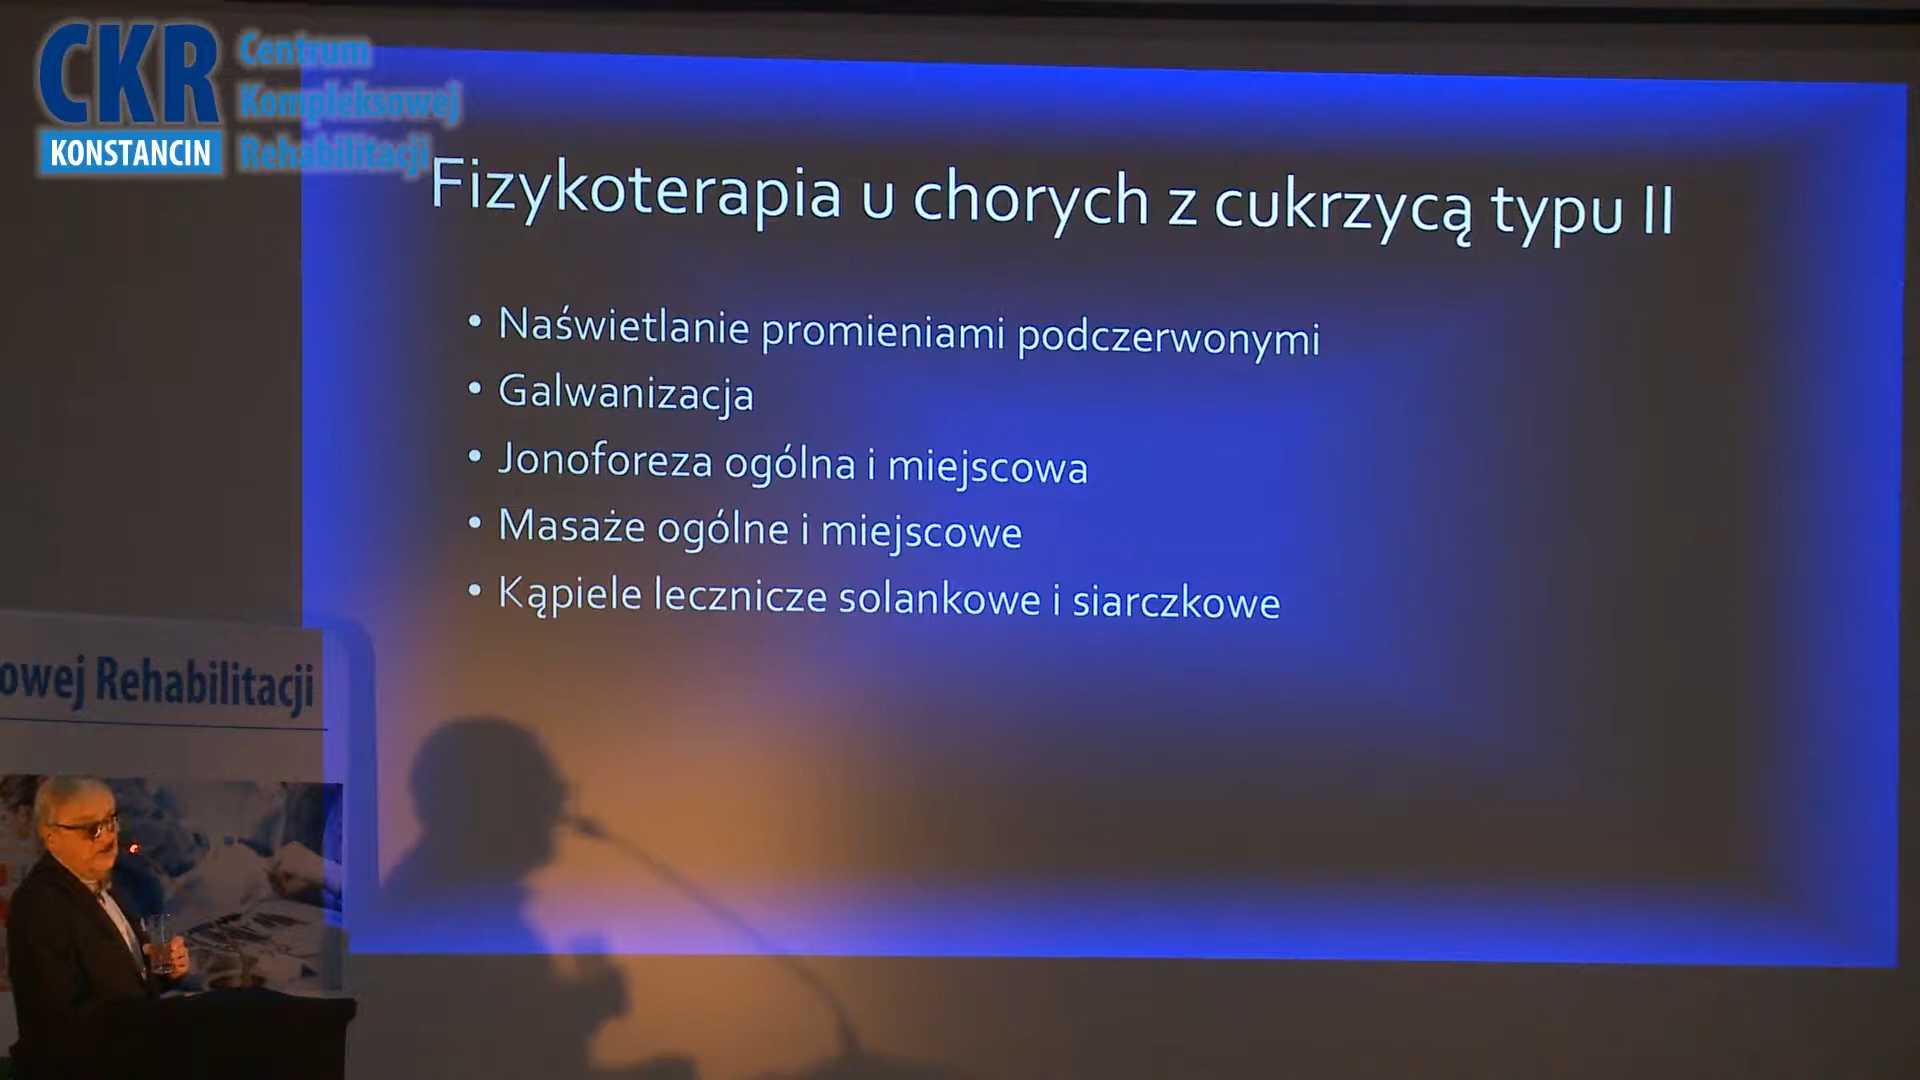 CKR
KONSTANCIN
Centrum
Kompleksowej
Rehabilitacji
Fizykoterapia u chorych z cukrzycą typu II
• Naświetlanie promieniami podczerwonymi
• Galwanizacja
• Jonoforeza ogólna i miejscowa
• Masaże ogólne i miejscowe
• Kąpiele lecznicze solankowe i siarczkowe
owej Rehabilitacji